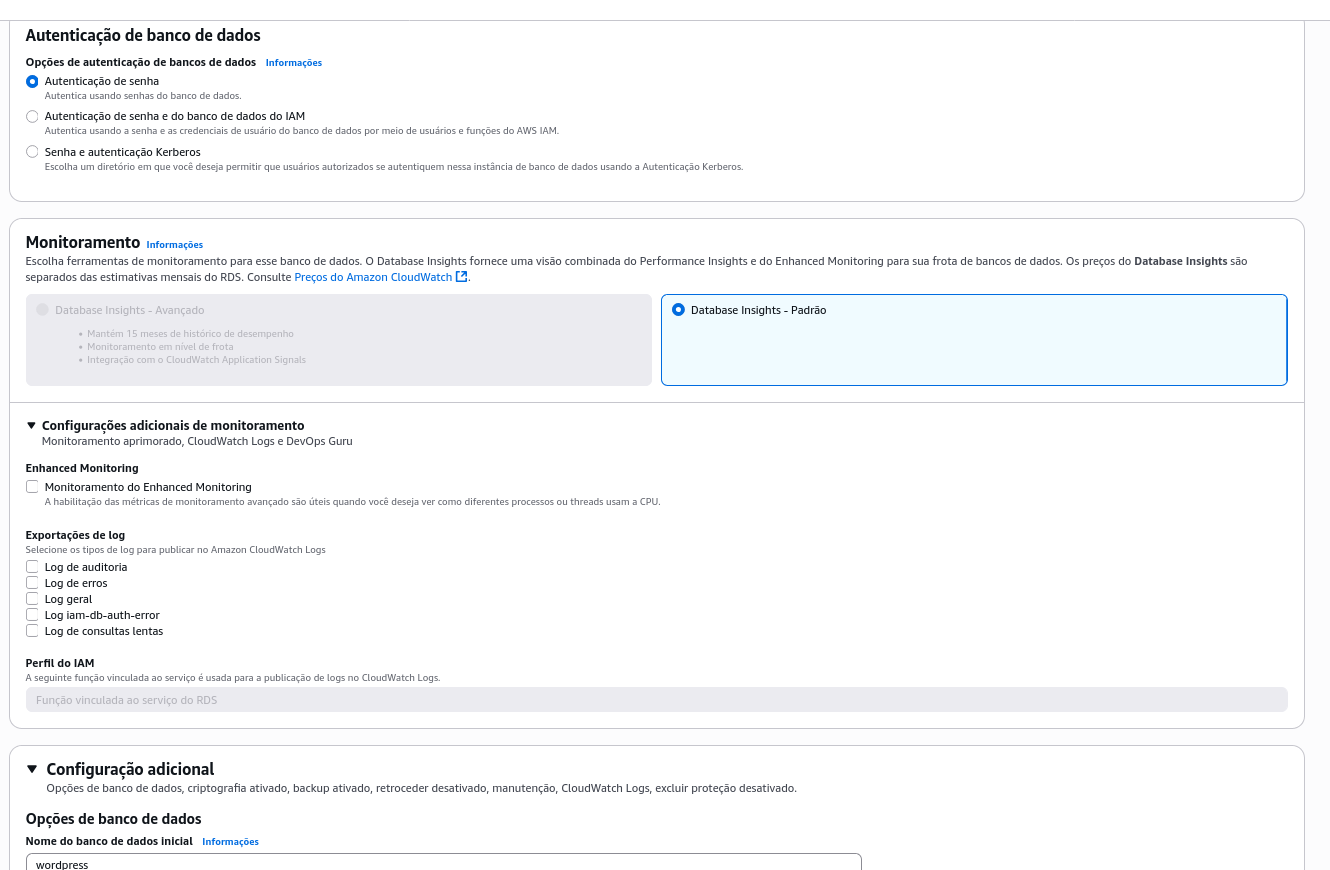 Autenticação de banco de dados
Opções de autenticação de bancos de dados Informações
Autenticação de senha
Autentica usando senhas do banco de dados.
Autenticação de senha e do banco de dados do IAM
Autentica usando a senha e as credenciais de usuário do banco de dados por meio de usuários e funções do AWS IAM.
Senha e autenticação Kerberos
Escolha um diretório em que você deseja permitir que usuários autorizados se autentiquem nessa instância de banco de dados usando a Autenticação Kerberos.
Monitoramento Informações
Escolha ferramentas de monitoramento para esse banco de dados. O Database Insights fornece uma visão combinada do Performance Insights e do Enhanced Monitoring para sua frota de bancos de dados. Os preços do Database Insights são
separados das estimativas mensais do RDS. Consulte Preços do Amazon CloudWatch.
Database Insights - Avançado
• Mantém 15 meses de histórico de desempenho
• Monitoramento em nível de frota
• Integração com o CloudWatch Application Signals
Database Insights - Padrão
Configurações adicionais de monitoramento
Monitoramento aprimorado, CloudWatch Logs e DevOps Guru
Enhanced Monitoring
Monitoramento do Enhanced Monitoring
A habilitação das métricas de monitoramento avançado são úteis quando você deseja ver como diferentes processos ou threads usam a CPU.
Exportações de log
Selecione os tipos de log para publicar no Amazon CloudWatch Logs
Log de auditoria
Log de erros
Log geral
Log iam-db-auth-error
Log de consultas lentas
Perfil do IAM
A seguinte função vinculada ao serviço é usada para a publicação de logs no CloudWatch Logs.
Função vinculada ao serviço do RDS
Configuração adicional
Opções de banco de dados, criptografia ativado, backup ativado, retroceder desativado, manutenção, CloudWatch Logs, excluir proteção desativado.
Opções de banco de dados
Nome do banco de dados inicial Informações
wordpress